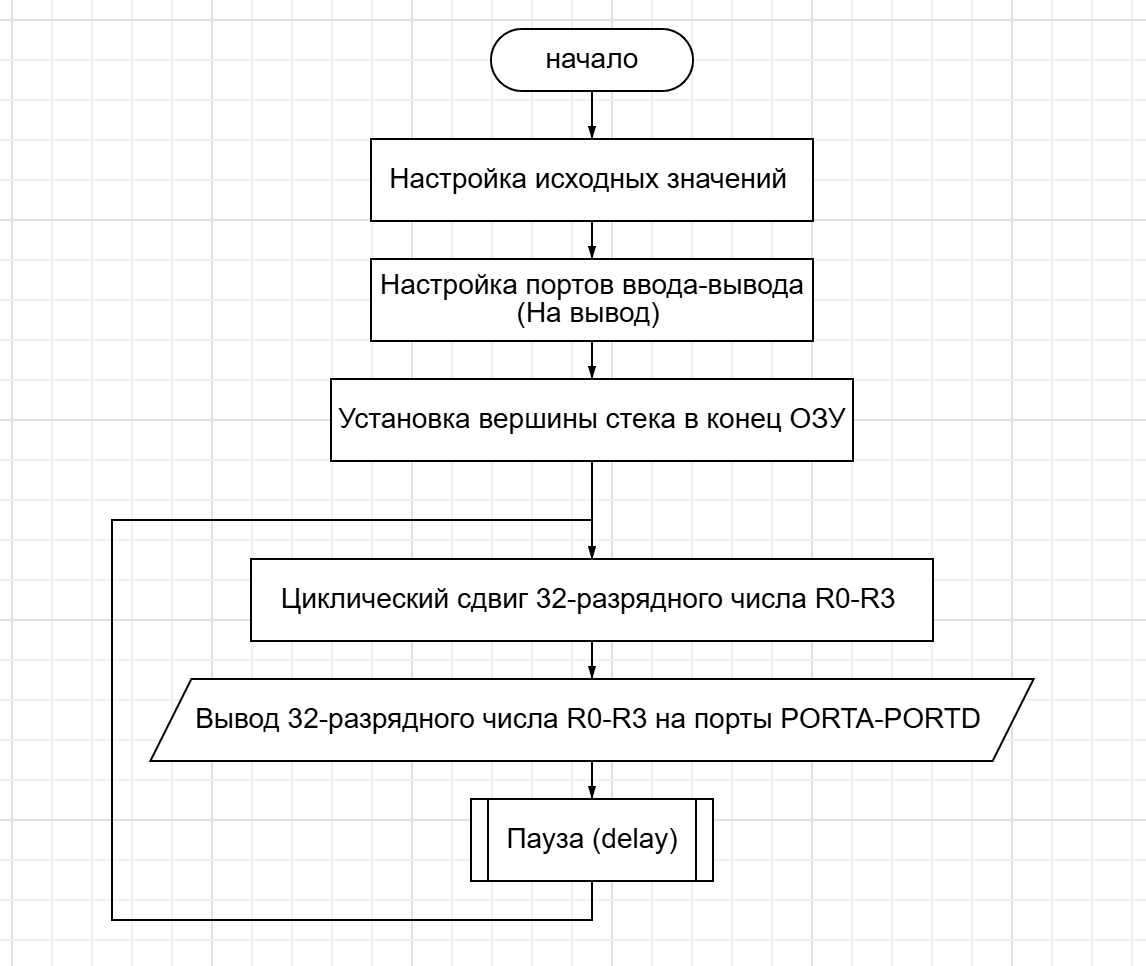 начало
Настройка исходных значений
Настройка портов ввода-вывода
(На вывод)
Установка вершины стека в конец ОЗУ
Циклический сдвиг 32-разрядного числа R0-R3
Вывод 32-разрядного числа R0-R3 на порты PORTA-PORTD
Пауза (delay)